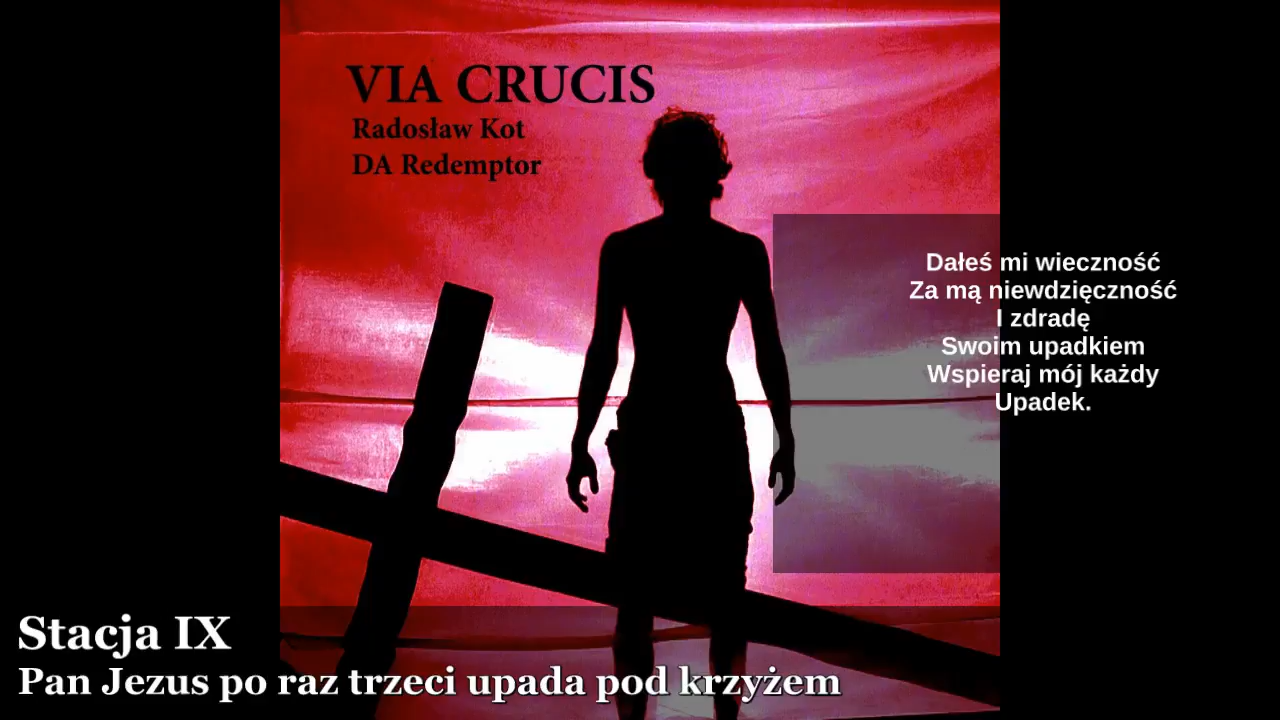 VIA CRUCIS
Radosław Kot
DA Redemptor
Dałeś mi wieczność
Za mą niewdzięczność
I zdradę
Swoim upadkiem
Wspieraj mój każdy
Upadek.
Stacja IX
Pan Jezus po raz trzeci upada pod krzyżem